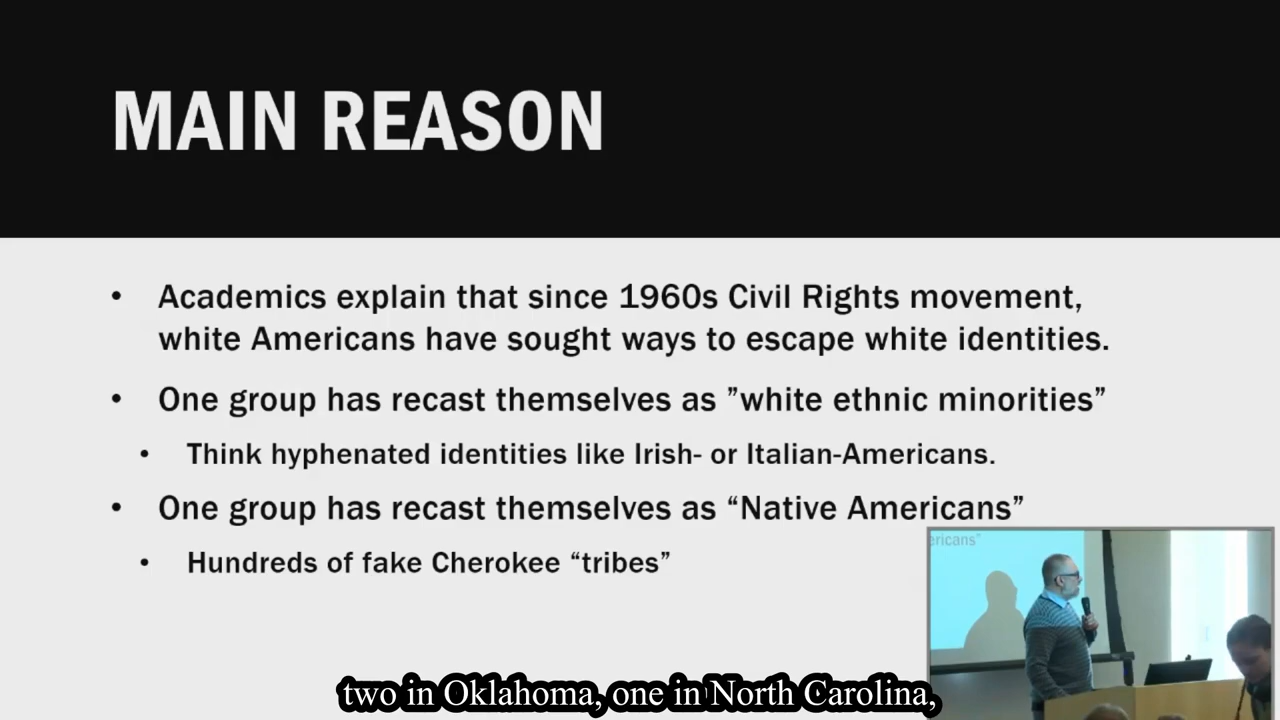 MAIN REASON
• Academics explain that since 1960s Civil Rights movement,
white Americans have sought ways to escape white identities.
• One group has recast themselves as ”white ethnic minorities”
• Think hyphenated identities like Irish- or Italian-Americans.
• One group has recast themselves as “Native Americans”
• Hundreds of fake Cherokee “tribes”
ericans”
two in Oklahoma, one in North Carolina,